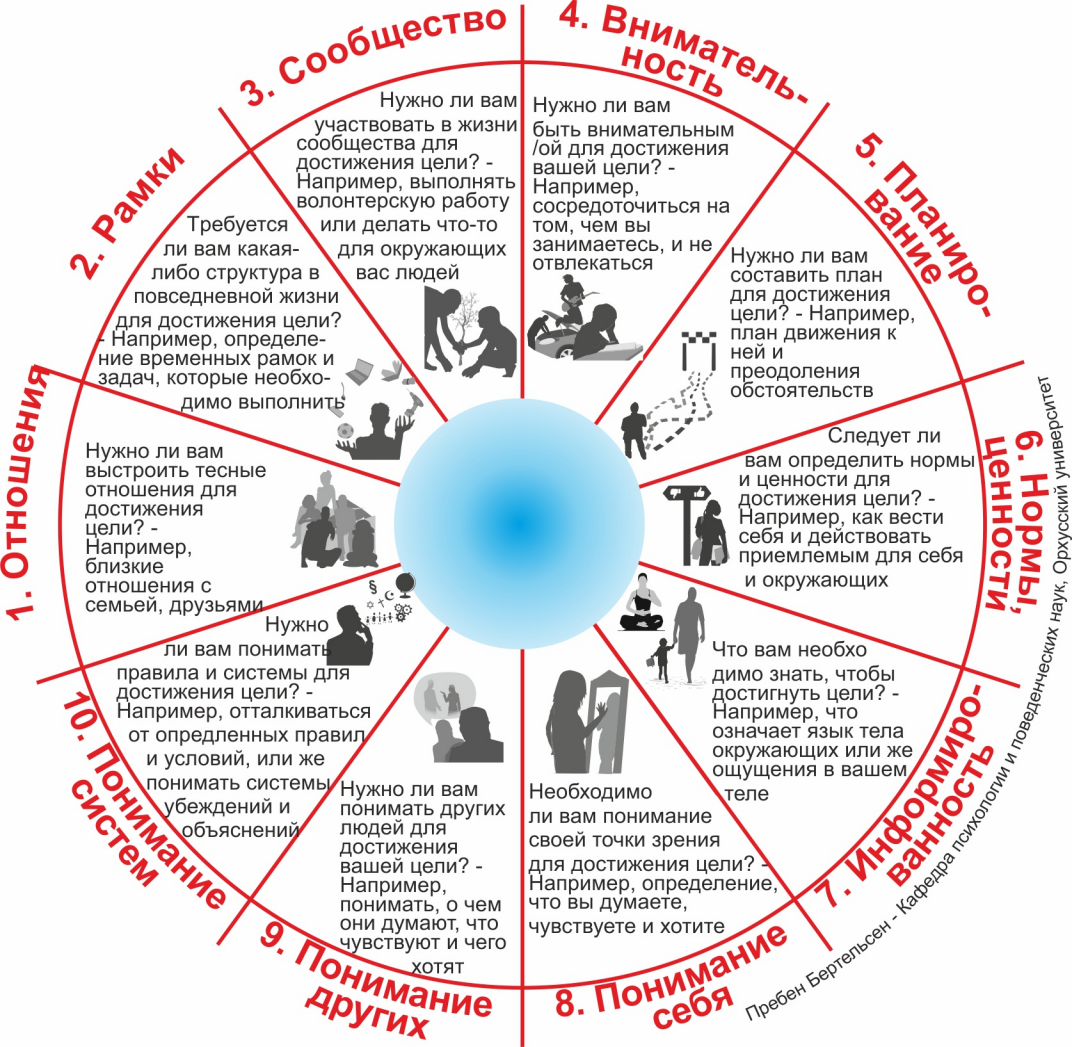 1. Отношения
Нужно ли вам
выстроить тесные
отношения для
достижения
цели? -
Например,
близкие
отношения с
семьей, друзьями
2. Рамки
Требуется
ли вам какая-
либо структура в
повседневной жизни
для достижения цели?
- Например, определе-
ние временных рамок и
задач, которые необхо-
димо выполнить
3. Сообщество
Нужно ли вам
участвовать в жизни
сообщества для
достижения цели? -
Например, выполнять
волонтерскую работу
или делать что-то
для окружающих
вас людей
4. Вниматель-
ность
Нужно ли вам
быть внимательным
/ой для достижения
вашей цели? -
Например,
сосредоточиться на
том, чем вы
занимаетесь, и не
отвлекаться
5. Планиро-
вание
Нужно ли вам
составить план
для достижения
цели? - Например,
план движения к
ней и
преодоления
обстоятельств
6. Нормы,
ценности
Следует ли
вам определить нормы
и ценности для
достижения цели? -
Например, как вести
себя и действовать
приемлемым для себя
и окружающих
7. Информиро-
ванность
Что вам необхо
димо знать, чтобы
достигнуть цели? -
Например, что
означает язык тела
окружающих или же
ощущения в вашем
теле
8. Понимание
себя
Необходимо
ли вам понимание
своей точки зрения
для достижения цели? -
Например, определение,
что вы думаете,
чувствуете и хотите
9. Понимание
других
Нужно ли вам
понимать других
людей для
достижения
вашей цели? -
Например,
понимать, о чем
они думают, что
чувствуют и чего
хотят
10. Понимание
систем
Нужно
ли вам понимать
правила и системы для
достижения цели? -
Например, отталкиваться
от опредленных правил
и условий, или же
понимать системы
убеждений и
объяснений
§
Пребен Бертельсен - Кафедра психологии и поведенческих наук, Орхусский университет